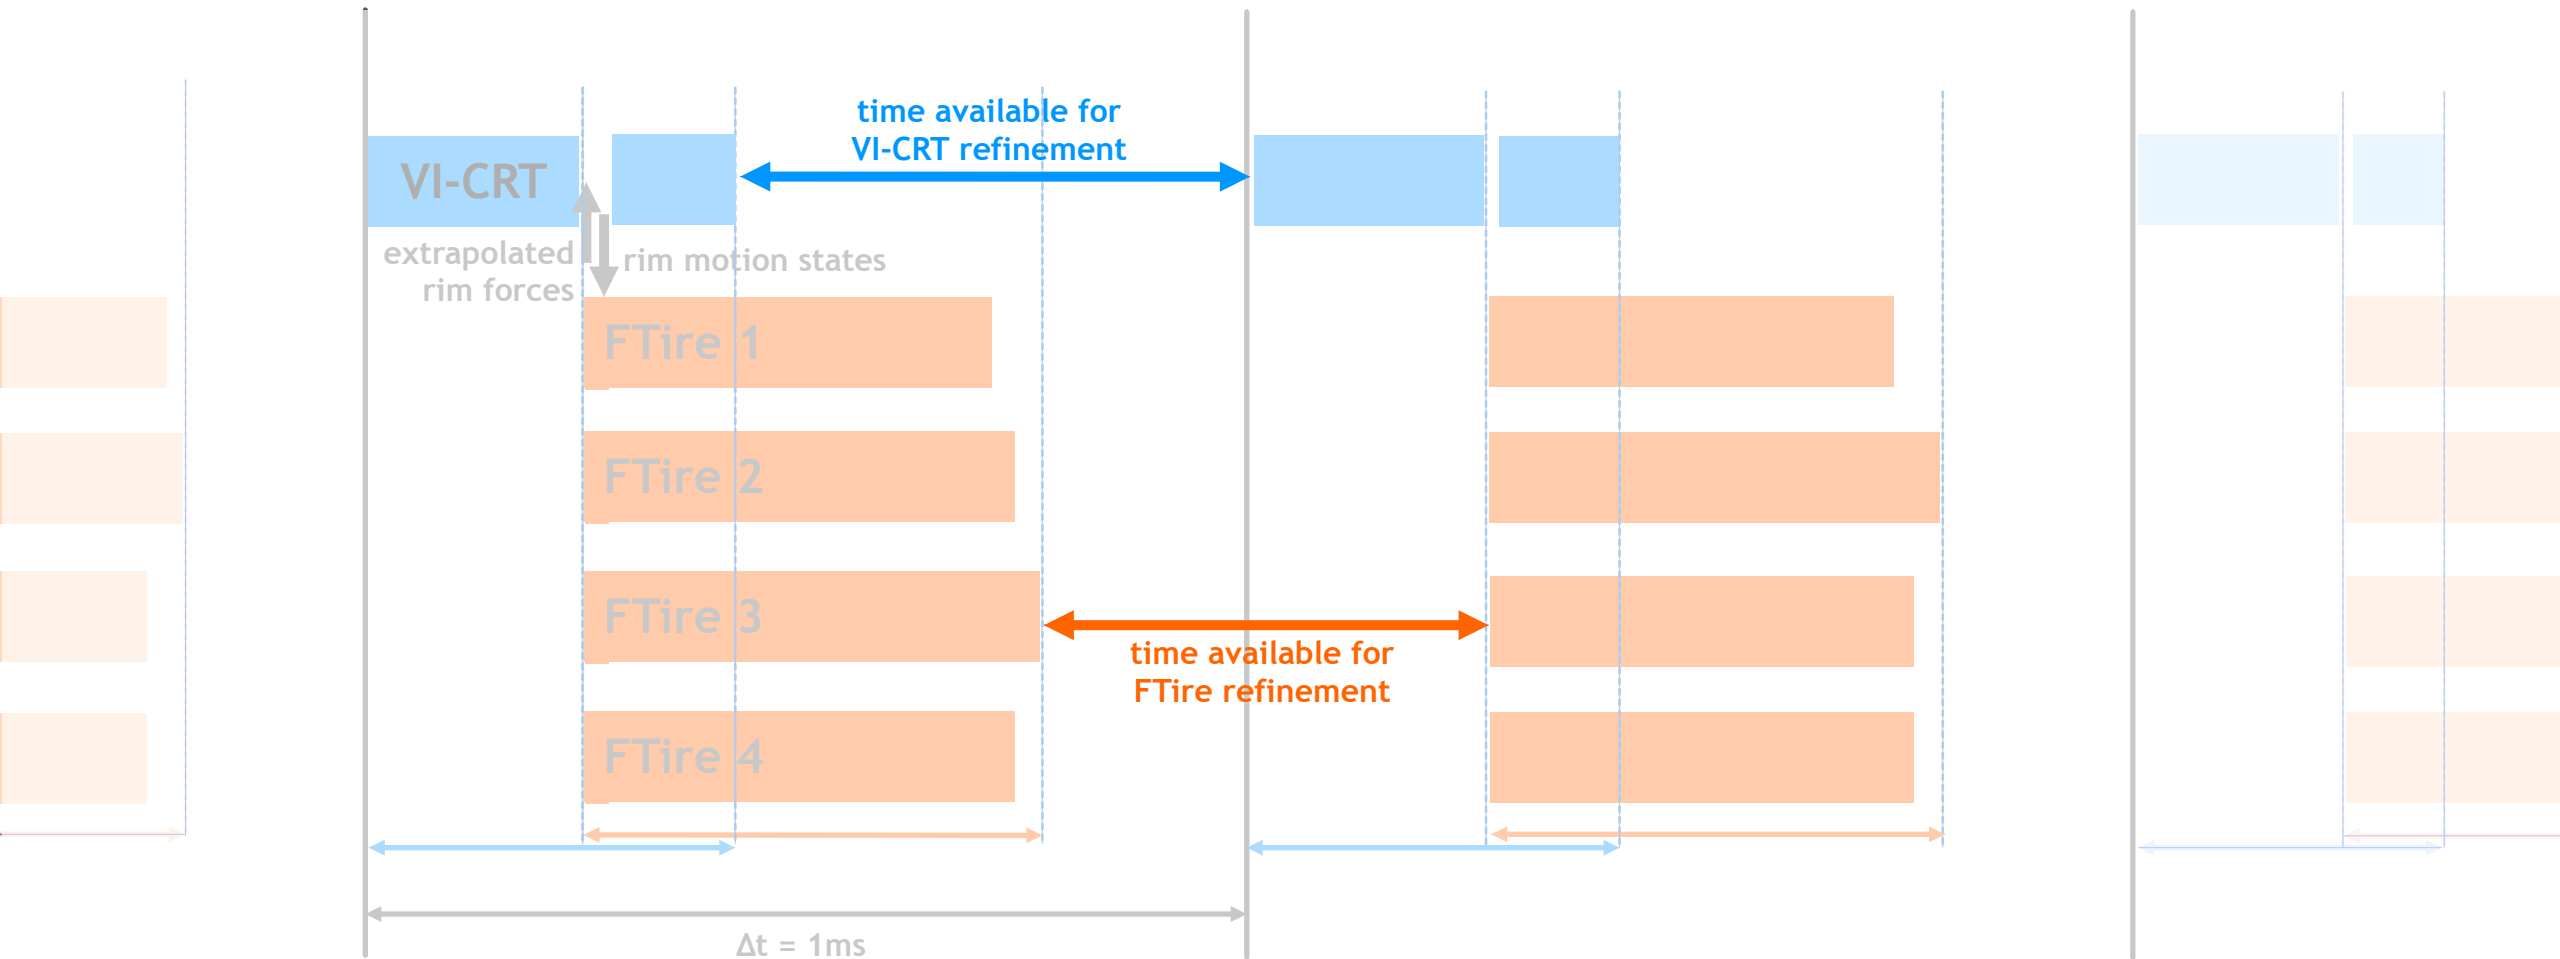 time available for
VI-CRT refinement
VI-CRT
extrapolated
rim forces
rim motion states
FTire 1
FTire 2
FTire 3
time available for
FTire refinement
FTire 4
Δt = 1ms